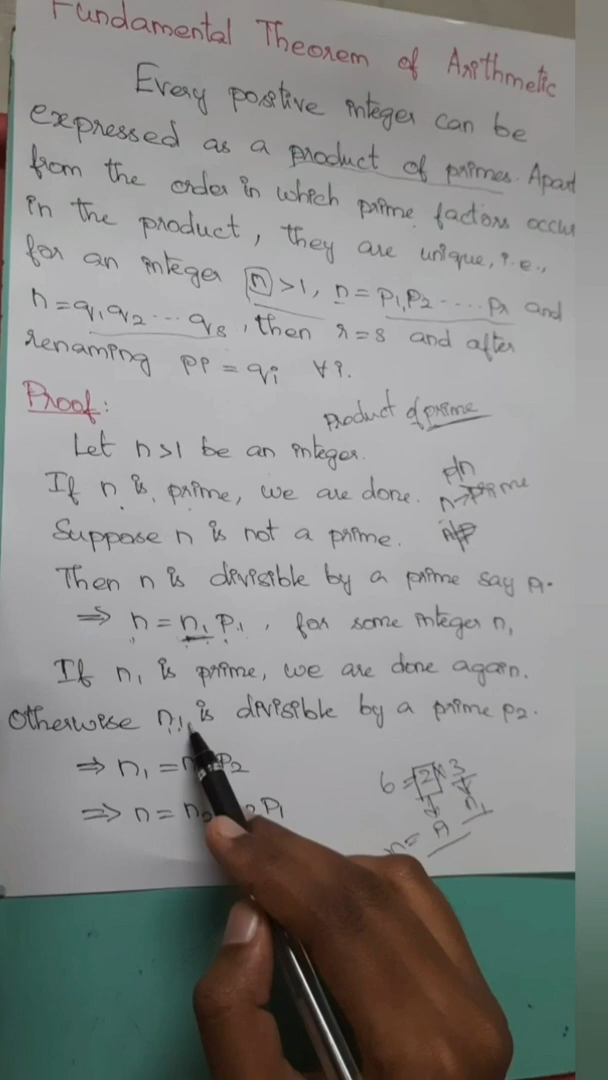 Fundamental Theorem of Arithmetic
Every positive integer can be
expressed as a product of primes. Apart
from the order in which prime factors occur
in the product, they are unique, i.e.,
for an integer n>1, n=p1,p2.....pr and
n=q1q2...qs, then r=s and after
renaming pi=qi ∀i.
Proof:
Product of prime
Let n>1 be an integer.
If n is prime, we are done.
n→prime
Suppose n is not a prime.
Then n is divisible by a prime say p1.
⇒ n=n1p1, for some integer n1
If n1 is prime, we are done again.
Otherwise n1 is divisible by a prime p2.
⇒ n1= p2
6=2×3
⇒ n=n2 p1
n=